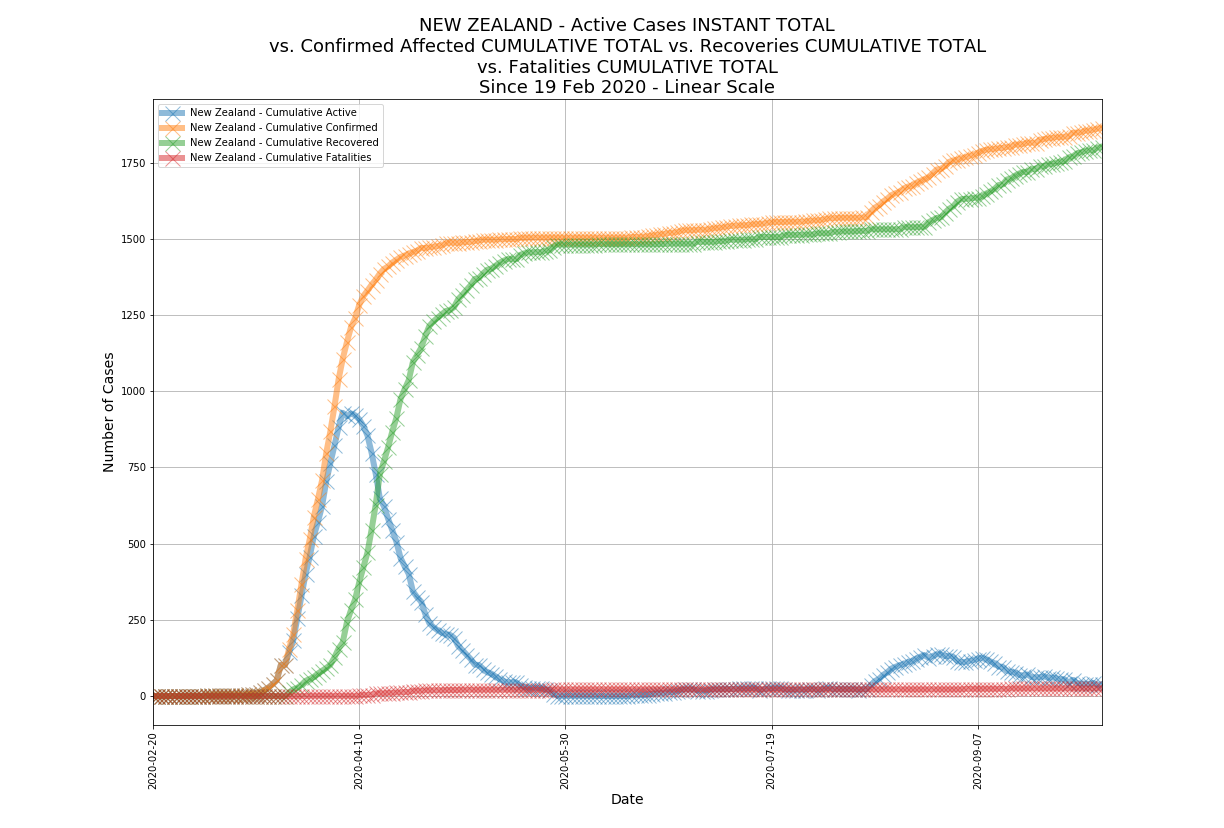 NEW ZEALAND - Active Cases INSTANT TOTAL
vs. Confirmed Affected CUMULATIVE TOTAL vs. Recoveries CUMULATIVE TOTAL
vs. Fatalities CUMULATIVE TOTAL
Since 19 Feb 2020 - Linear Scale
New Zealand - Cumulative Active
New Zealand - Cumulative Confirmed
New Zealand - Cumulative Recovered
New Zealand - Cumulative Fatalities
Number of Cases
1750
1500
1250
1000
750
500
250
0
2020-02-20
2020-04-10
2020-05-30
2020-07-19
2020-09-07
Date